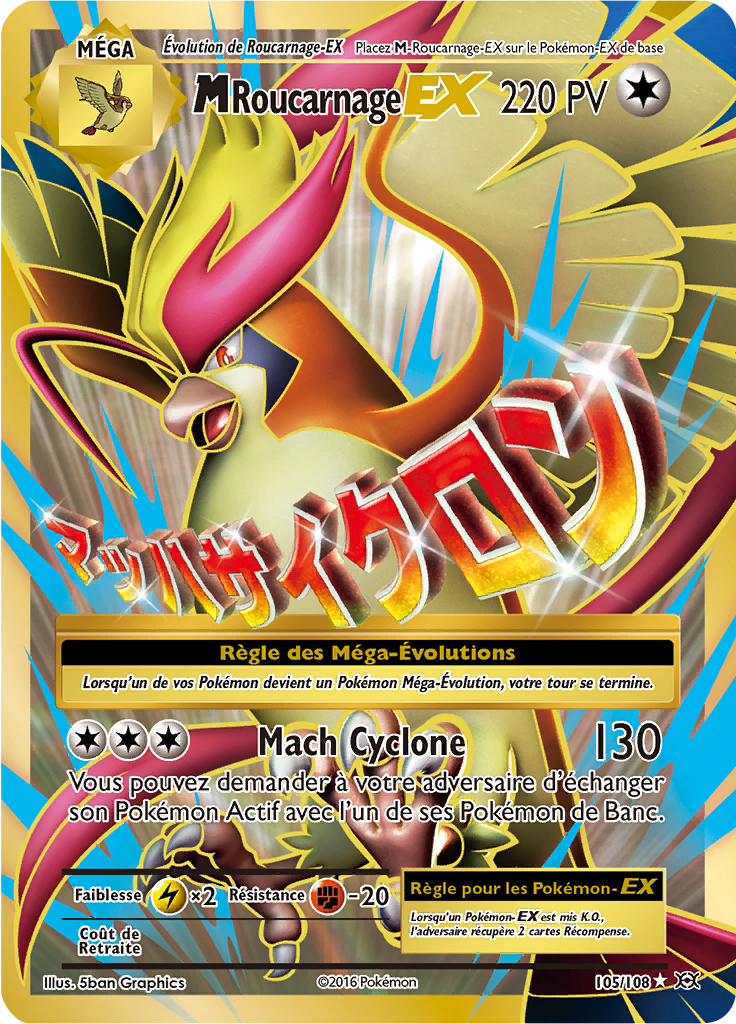 MÉGA
Évolution de Roucarnage-EX Placez M-Roucarnage-EX sur le Pokémon-EX de base
M Roucarnage EX 220 PV
マッハサイクロン
Règle des Méga-Évolutions
Lorsqu'un de vos Pokémon devient un Pokémon Méga-Évolution, votre tour se termine.
Mach Cyclone 130
Vous pouvez demander à votre adversaire d'échanger
son Pokémon Actif avec l'un de ses Pokémon de Banc.
Faiblesse ×2 Résistance -20
Règle pour les Pokémon-EX
Lorsqu'un Pokémon-EX est mis K.O.,
l'adversaire récupère 2 cartes Récompense.
Coût de
Retraite
Illus. 5ban Graphics ©2016 Pokémon 105/108